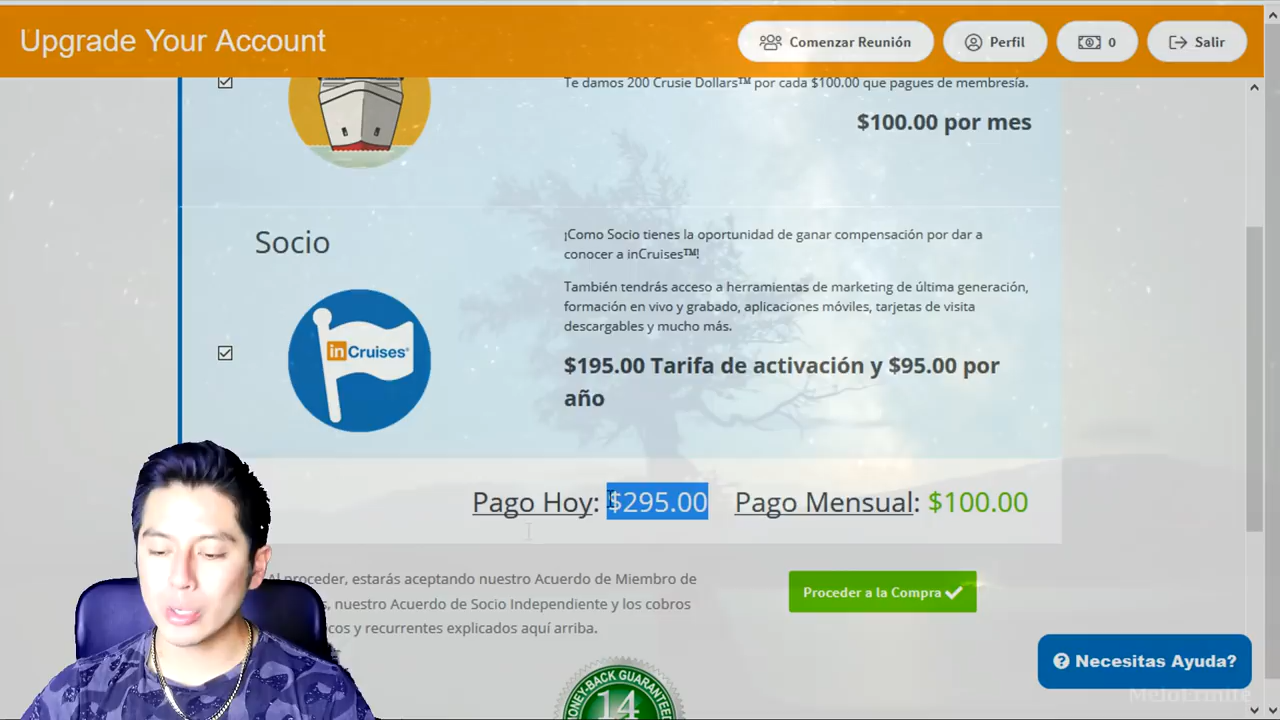 Upgrade Your Account
Comenzar Reunión
Perfil
0
Salir
Te damos 200 Crusie Dollars™ por cada $100.00 que pagues de membresía.
$100.00 por mes
Socio
¡Como Socio tienes la oportunidad de ganar compensación por dar a
conocer a inCruises™!
También tendrás acceso a herramientas de marketing de última generación,
formación en vivo y grabado, aplicaciones móviles, tarjetas de visita
descargables y mucho más.
inCruises®
$195.00 Tarifa de activación y $95.00 por
año
Pago Hoy: $295.00 Pago Mensual: $100.00
Al proceder, estarás aceptando nuestro Acuerdo de Miembro de
nuestro Acuerdo de Socio Independiente y los cobros
y recurrentes explicados aquí arriba.
Proceder a la Compra
Necesitas Ayuda?
MONEY-BACK GUARANTEE
14